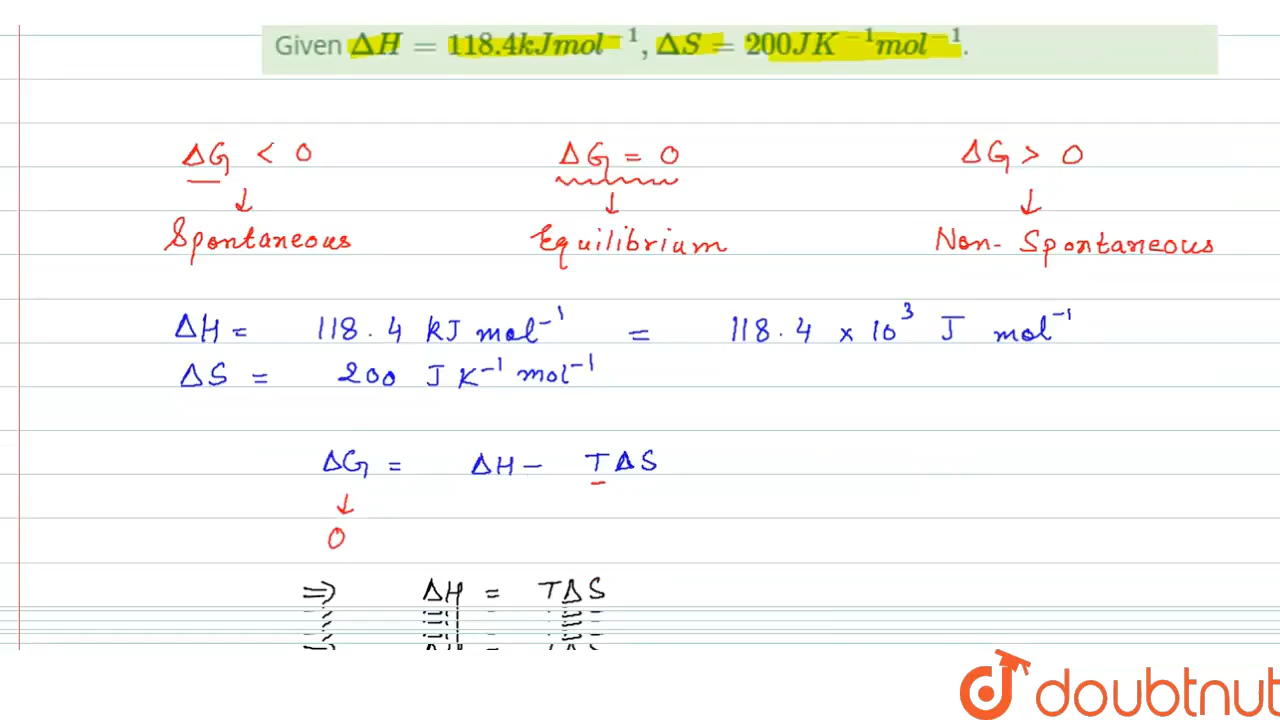 Given ΔH = 118.4kJmol⁻¹, ΔS = 200JK⁻¹mol⁻¹.
ΔG < 0 ΔG = 0 ΔG > 0
↓ ↓ ↓
Spontaneous Equilibrium Non-Spontaneous
ΔH = 118.4 kJ mol⁻¹ = 118.4 × 10³ J mol⁻¹
ΔS = 200 J K⁻¹ mol⁻¹
ΔG = ΔH - TΔS
↓
0
⇒ ΔH = TΔS
doubtnut